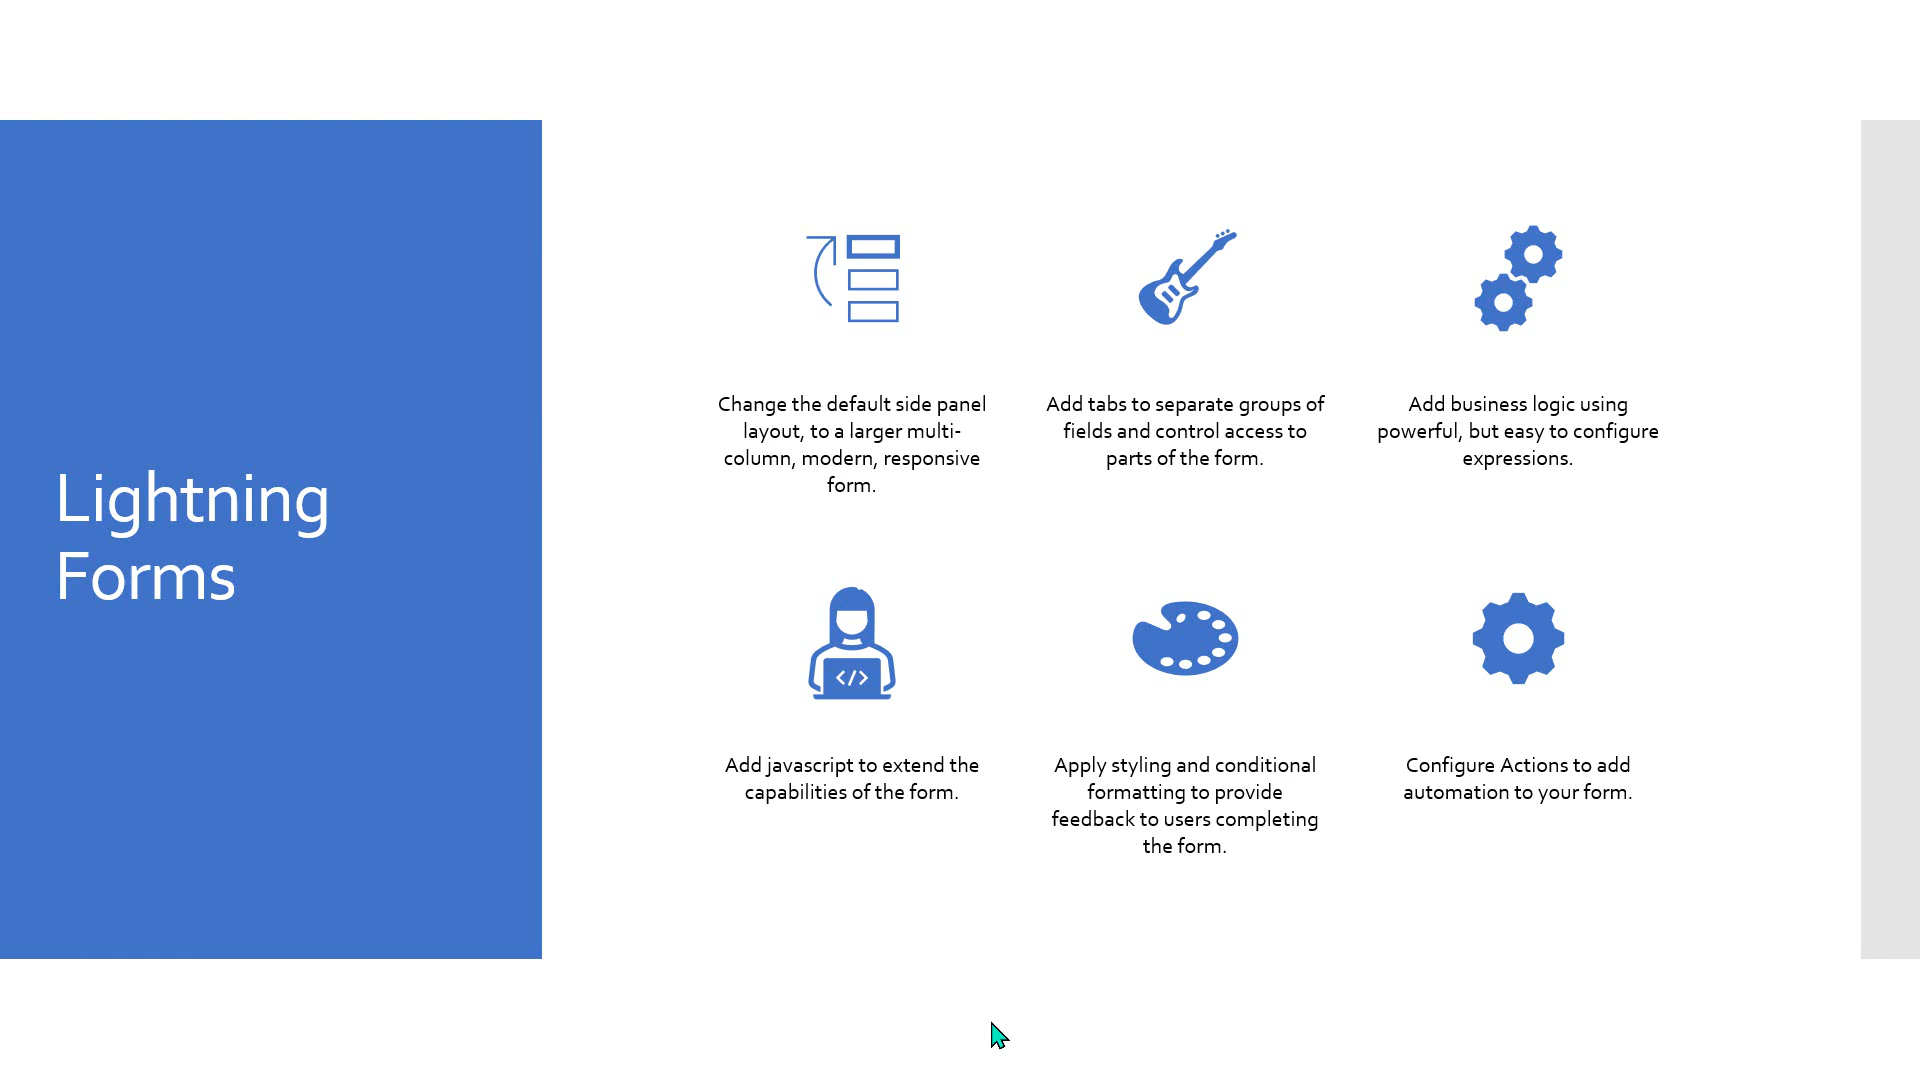 Lightning
Forms
Change the default side panel
layout, to a larger multi-
column, modern, responsive
form.
Add tabs to separate groups of
fields and control access to
parts of the form.
Add business logic using
powerful, but easy to configure
expressions.
</>
Add javascript to extend the
capabilities of the form.
Apply styling and conditional
formatting to provide
feedback to users completing
the form.
Configure Actions to add
automation to your form.